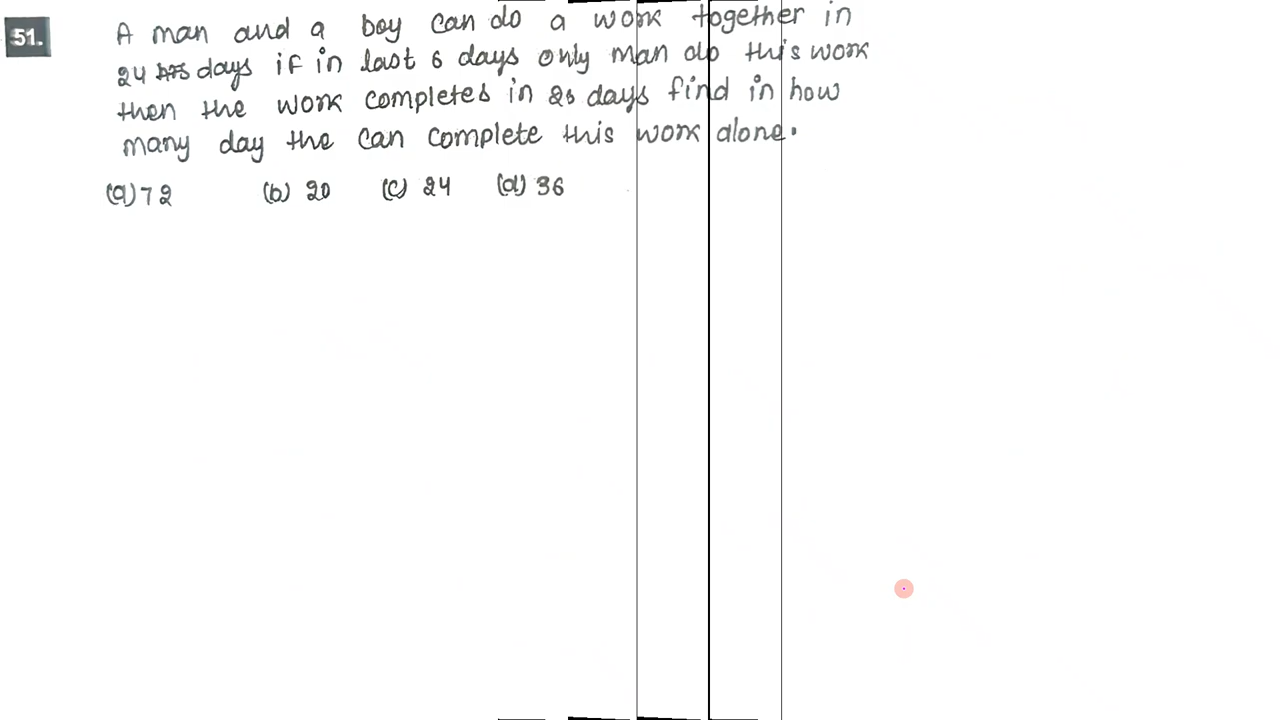 51.
A man and a boy can do a work together in
24 days if in last 6 days only man do this work
then the work completes in 26 days find in how
many day the can complete this work alone.
(a) 72 (b) 20 (c) 24 (d) 36